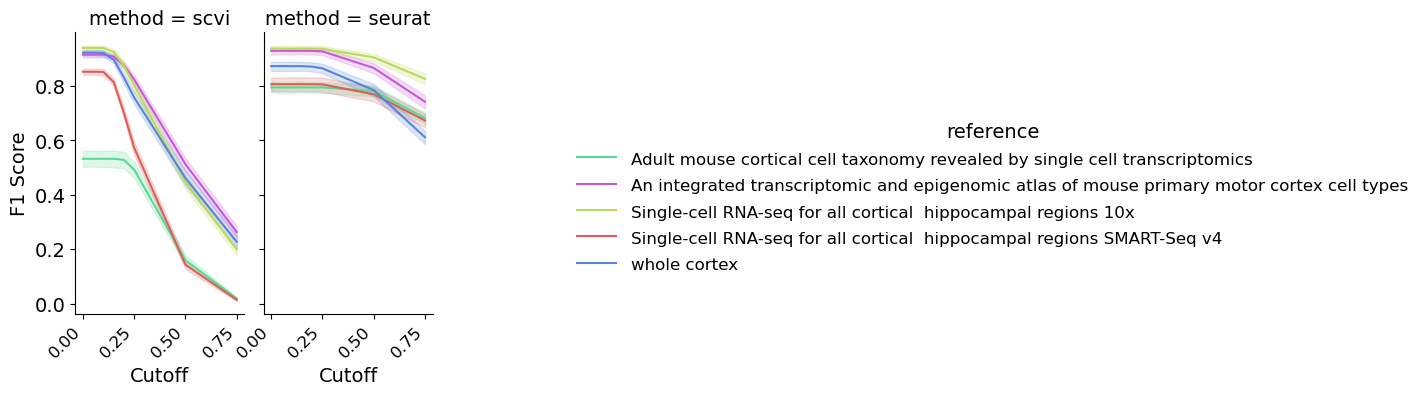 method = scvi
method = seurat
F1 Score
0.8
0.6
0.4
0.2
0.0
0.00
0.25
0.50
0.75
0.00
0.25
0.50
0.75
Cutoff
Cutoff
reference
Adult mouse cortical cell taxonomy revealed by single cell transcriptomics
An integrated transcriptomic and epigenomic atlas of mouse primary motor cortex cell types
Single-cell RNA-seq for all cortical  hippocampal regions 10x
Single-cell RNA-seq for all cortical  hippocampal regions SMART-Seq v4
whole cortex